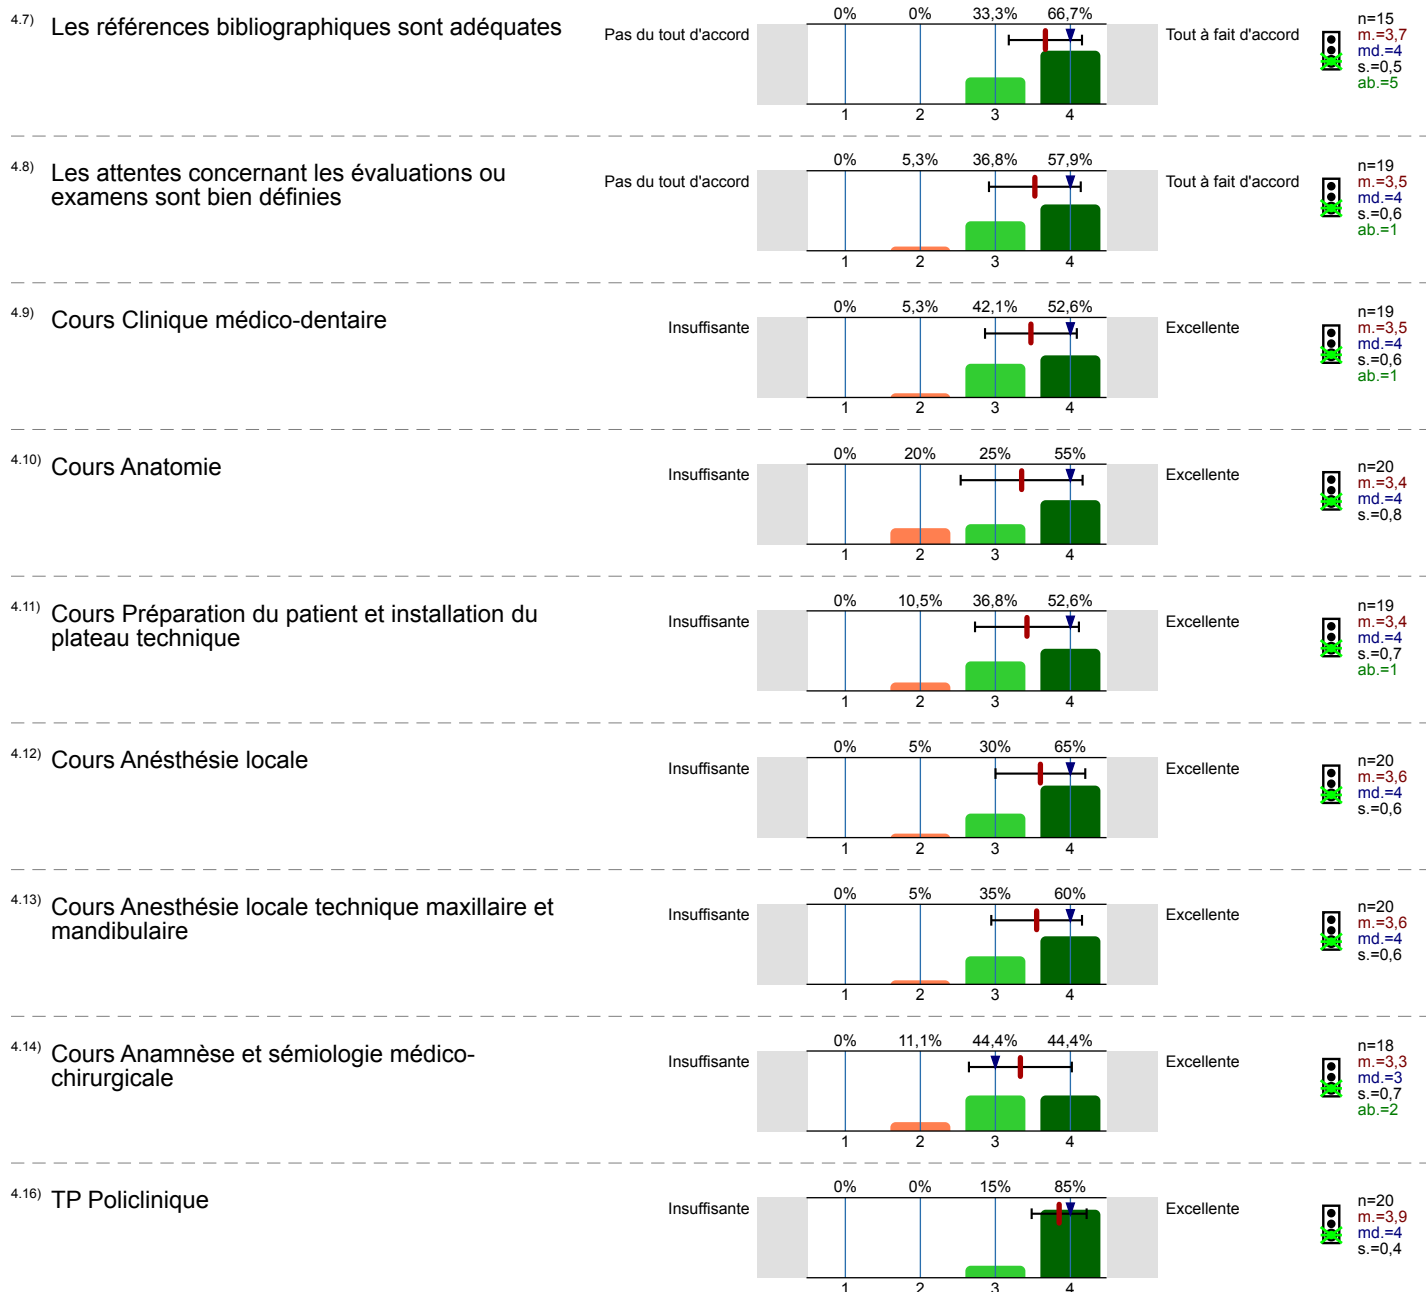 4.7) Les références bibliographiques sont adéquates
Pas du tout d'accord
0% 0% 33,3% 66,7%
1 2 3 4
Tout à fait d'accord
n=15
m.=3,7
md.=4
s.=0,5
ab.=5
4.8) Les attentes concernant les évaluations ou
examens sont bien définies
Pas du tout d'accord
0% 5,3% 36,8% 57,9%
1 2 3 4
Tout à fait d'accord
n=19
m.=3,5
md.=4
s.=0,6
ab.=1
4.9) Cours Clinique médico-dentaire
Insuffisante
0% 5,3% 42,1% 52,6%
1 2 3 4
Excellente
n=19
m.=3,5
md.=4
s.=0,6
ab.=1
4.10) Cours Anatomie
Insuffisante
0% 20% 25% 55%
1 2 3 4
Excellente
n=20
m.=3,4
md.=4
s.=0,8
4.11) Cours Préparation du patient et installation du
plateau technique
Insuffisante
0% 10,5% 36,8% 52,6%
1 2 3 4
Excellente
n=19
m.=3,4
md.=4
s.=0,7
ab.=1
4.12) Cours Anésthésie locale
Insuffisante
0% 5% 30% 65%
1 2 3 4
Excellente
n=20
m.=3,6
md.=4
s.=0,6
4.13) Cours Anesthésie locale technique maxillaire et
mandibulaire
Insuffisante
0% 5% 35% 60%
1 2 3 4
Excellente
n=20
m.=3,6
md.=4
s.=0,6
4.14) Cours Anamnèse et sémiologie médico-
chirurgicale
Insuffisante
0% 11,1% 44,4% 44,4%
1 2 3 4
Excellente
n=18
m.=3,3
md.=3
s.=0,7
ab.=2
4.16) TP Policlinique
Insuffisante
0% 0% 15% 85%
1 2 3 4
Excellente
n=20
m.=3,9
md.=4
s.=0,4